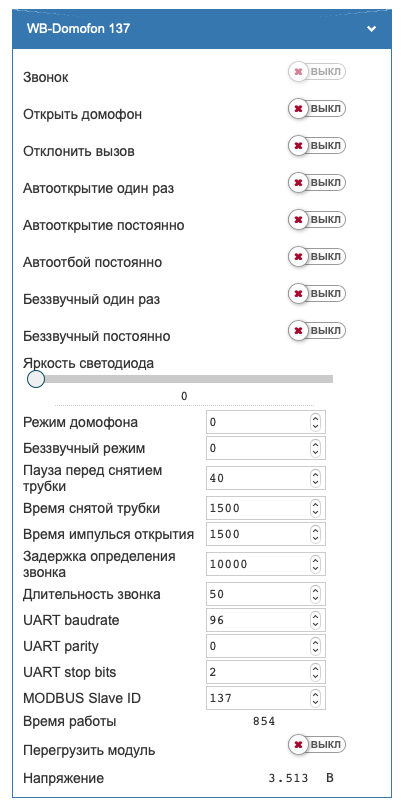 WB-Domofon 137
Звонок ВЫКЛ
Открыть домофон ВЫКЛ
Отклонить вызов ВЫКЛ
Автооткрытие один раз ВЫКЛ
Автооткрытие постоянно ВЫКЛ
Автоотбой постоянно ВЫКЛ
Беззвучный один раз ВЫКЛ
Беззвучный постоянно ВЫКЛ
Яркость светодиода
0
Режим домофона 0
Беззвучный режим 0
Пауза перед снятием
трубки 40
Время снятой трубки 1500
Время импулься открытия 1500
Задержка определения
звонка 10000
Длительность звонка 50
UART baudrate 96
UART parity 0
UART stop bits 2
MODBUS Slave ID 137
Время работы 854
Перегрузить модуль ВЫКЛ
Напряжение 3.513 В